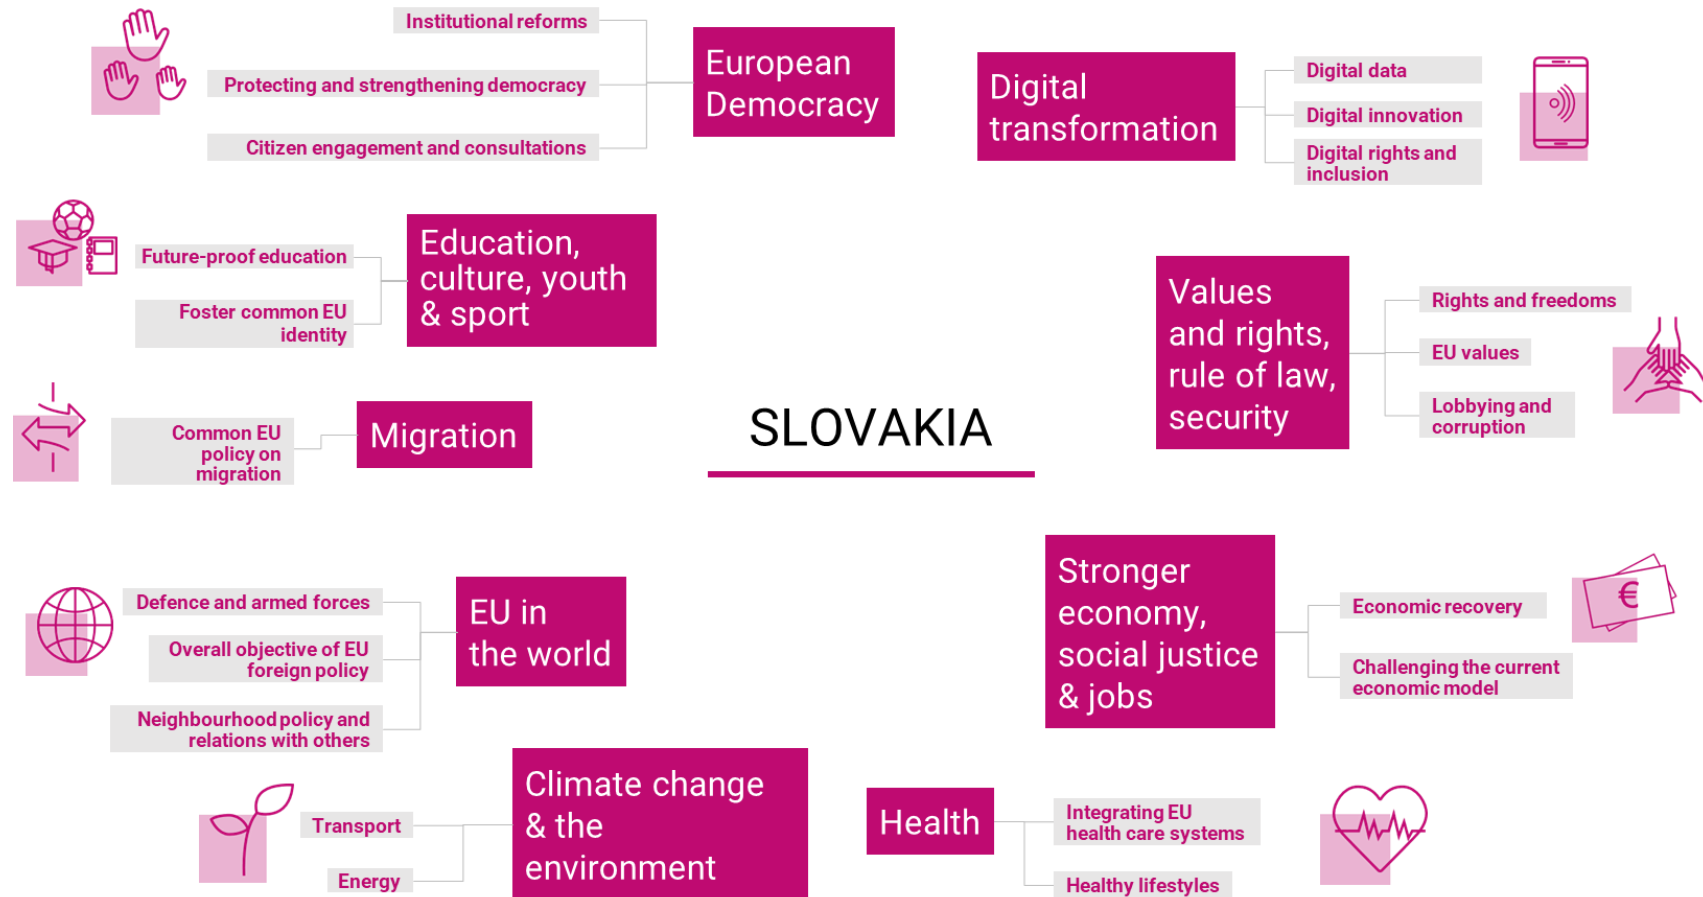 Institutional reforms
Protecting and strengthening democracy
Citizen engagement and consultations
European
Democracy
Digital
transformation
Digital data
Digital innovation
Digital rights and
inclusion
Future-proof education
Foster common EU
identity
Education,
culture, youth
& sport
Values
and rights,
rule of law,
security
Rights and freedoms
EU values
Lobbying and
corruption
Common EU
policy on
migration
Migration
SLOVAKIA
Defence and armed forces
Overall objective of EU
foreign policy
Neighbourhood policy and
relations with others
EU in
the world
Stronger
economy,
social justice
& jobs
Economic recovery
Challenging the current
economic model
€
Transport
Energy
Climate change
& the
environment
Health
Integrating EU
health care systems
Healthy lifestyles